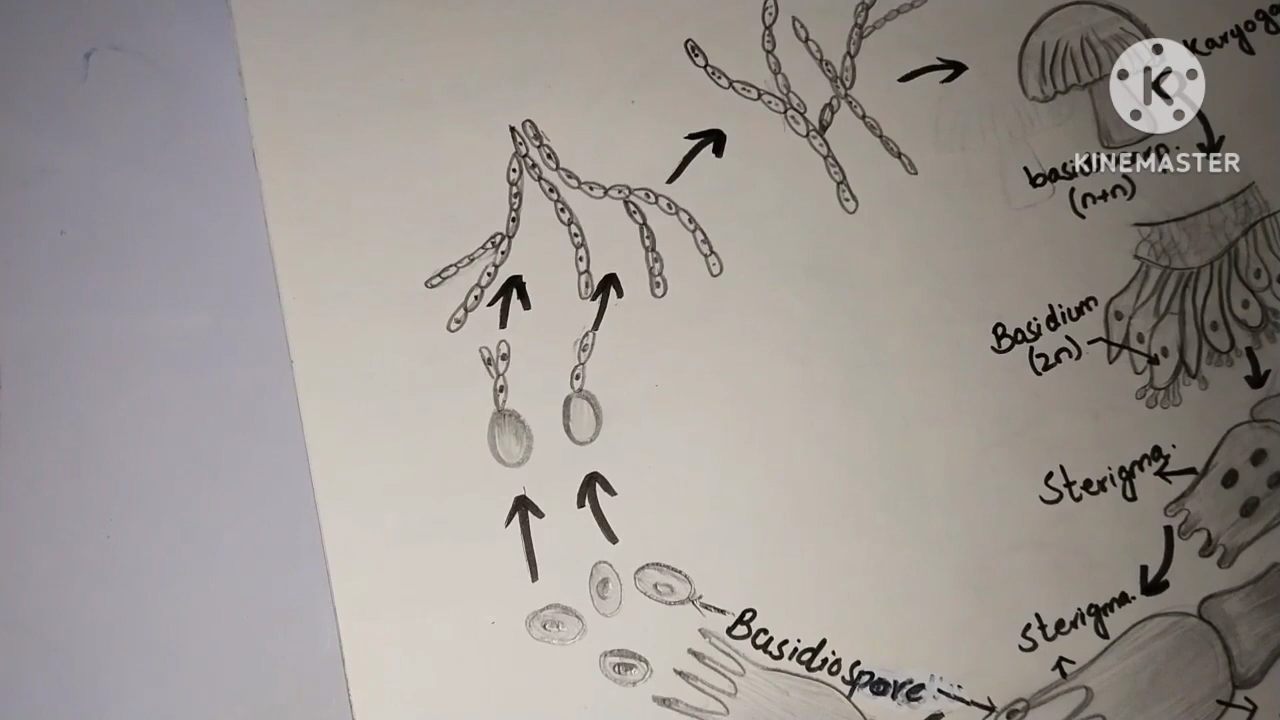 K
KINEMASTER
(n+n)
Basidium
(2n)
Sterigma.
Sterigma.
Basidiospore